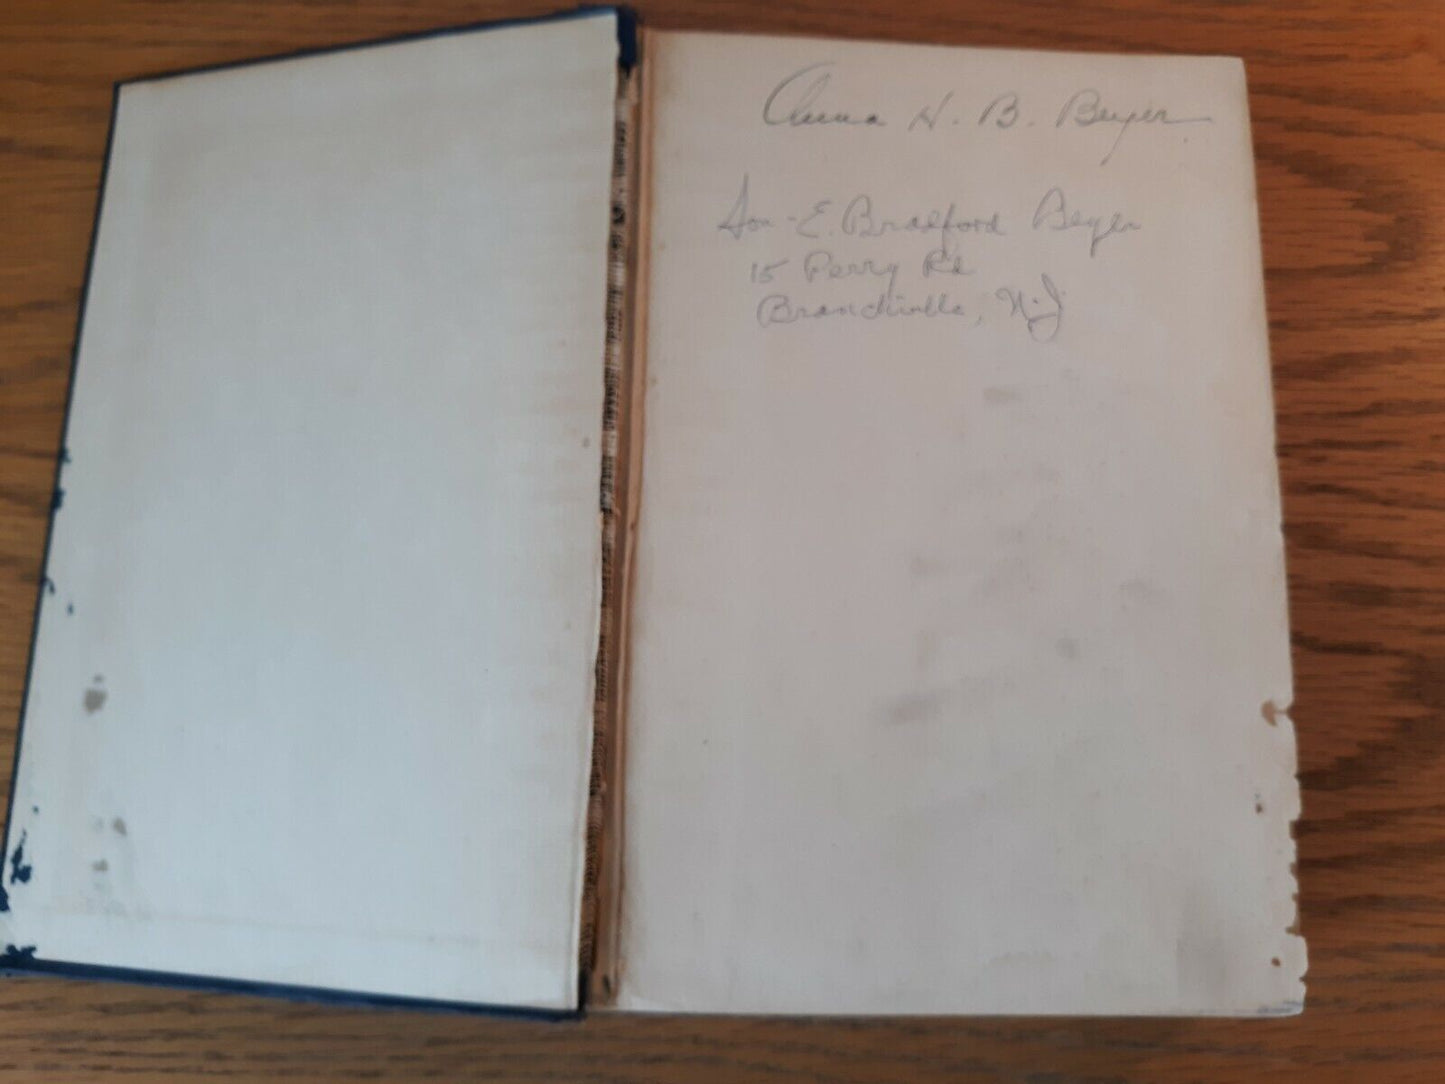 Anna H. B. Beyer
Son - E. Bradford Beyer
15 Perry Rd
Branchville, N.J.